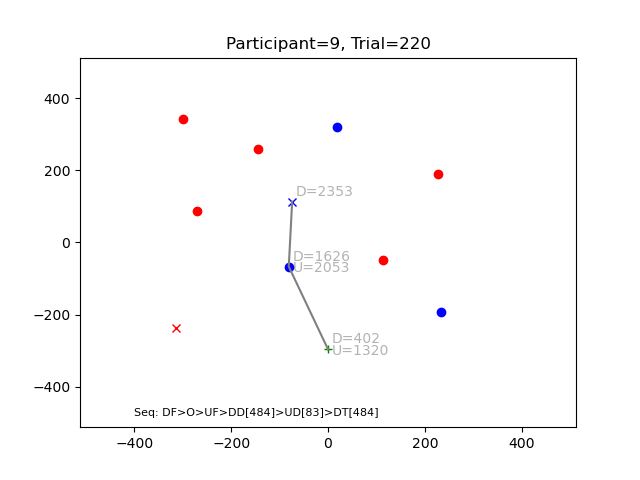 Participant=9, Trial=220
400
200
0
−200
−400
D=2353
D=1626
U=2053
D=402
U=1320
Seq: DF>O>UF>DD[484]>UD[83]>DT[484]
−400 −200 0 200 400